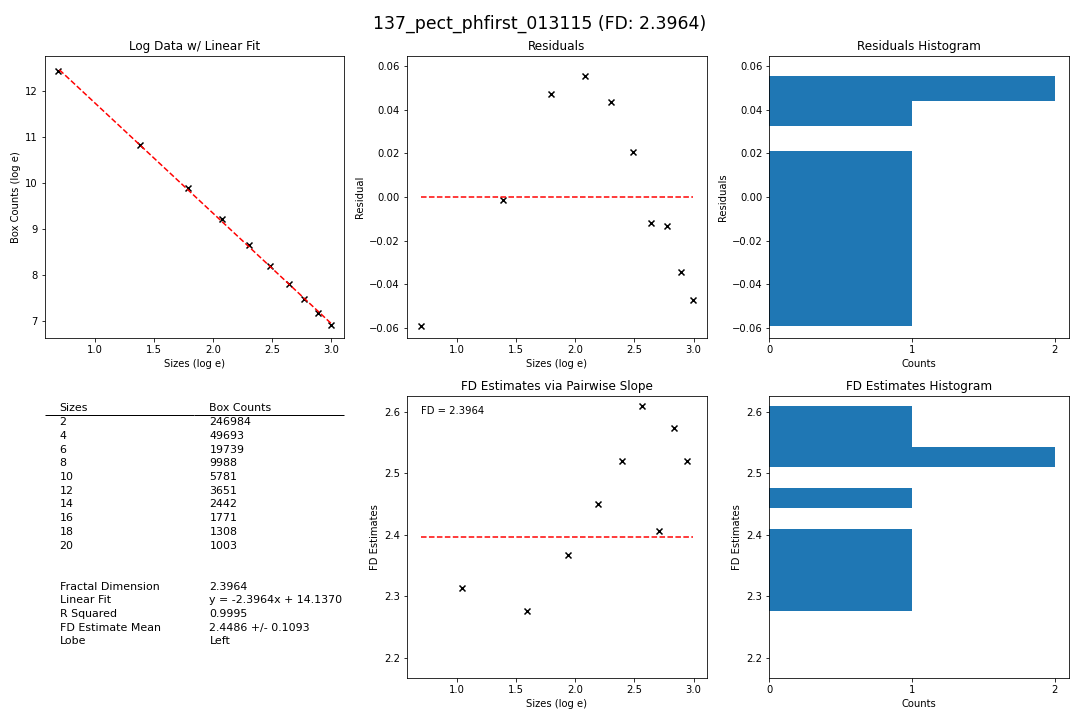 137_pect_phfirst_013115 (FD: 2.3964)
Log Data w/ Linear Fit
Box Counts (log e)
12
11
10
9
8
7
1.0 1.5 2.0 2.5 3.0
Sizes (log e)
Residuals
Residual
0.06
0.04
0.02
0.00
−0.02
−0.04
−0.06
1.0 1.5 2.0 2.5 3.0
Sizes (log e)
Residuals Histogram
Residuals
0.06
0.04
0.02
0.00
−0.02
−0.04
−0.06
0 1 2
Counts
Sizes Box Counts
2 246984
4 49693
6 19739
8 9988
10 5781
12 3651
14 2442
16 1771
18 1308
20 1003
Fractal Dimension 2.3964
Linear Fit y = -2.3964x + 14.1370
R Squared 0.9995
FD Estimate Mean 2.4486 +/- 0.1093
Lobe Left
FD Estimates via Pairwise Slope
FD = 2.3964
FD Estimates
2.6
2.5
2.4
2.3
2.2
1.0 1.5 2.0 2.5 3.0
Sizes (log e)
FD Estimates Histogram
FD Estimates
2.6
2.5
2.4
2.3
2.2
0 1 2
Counts